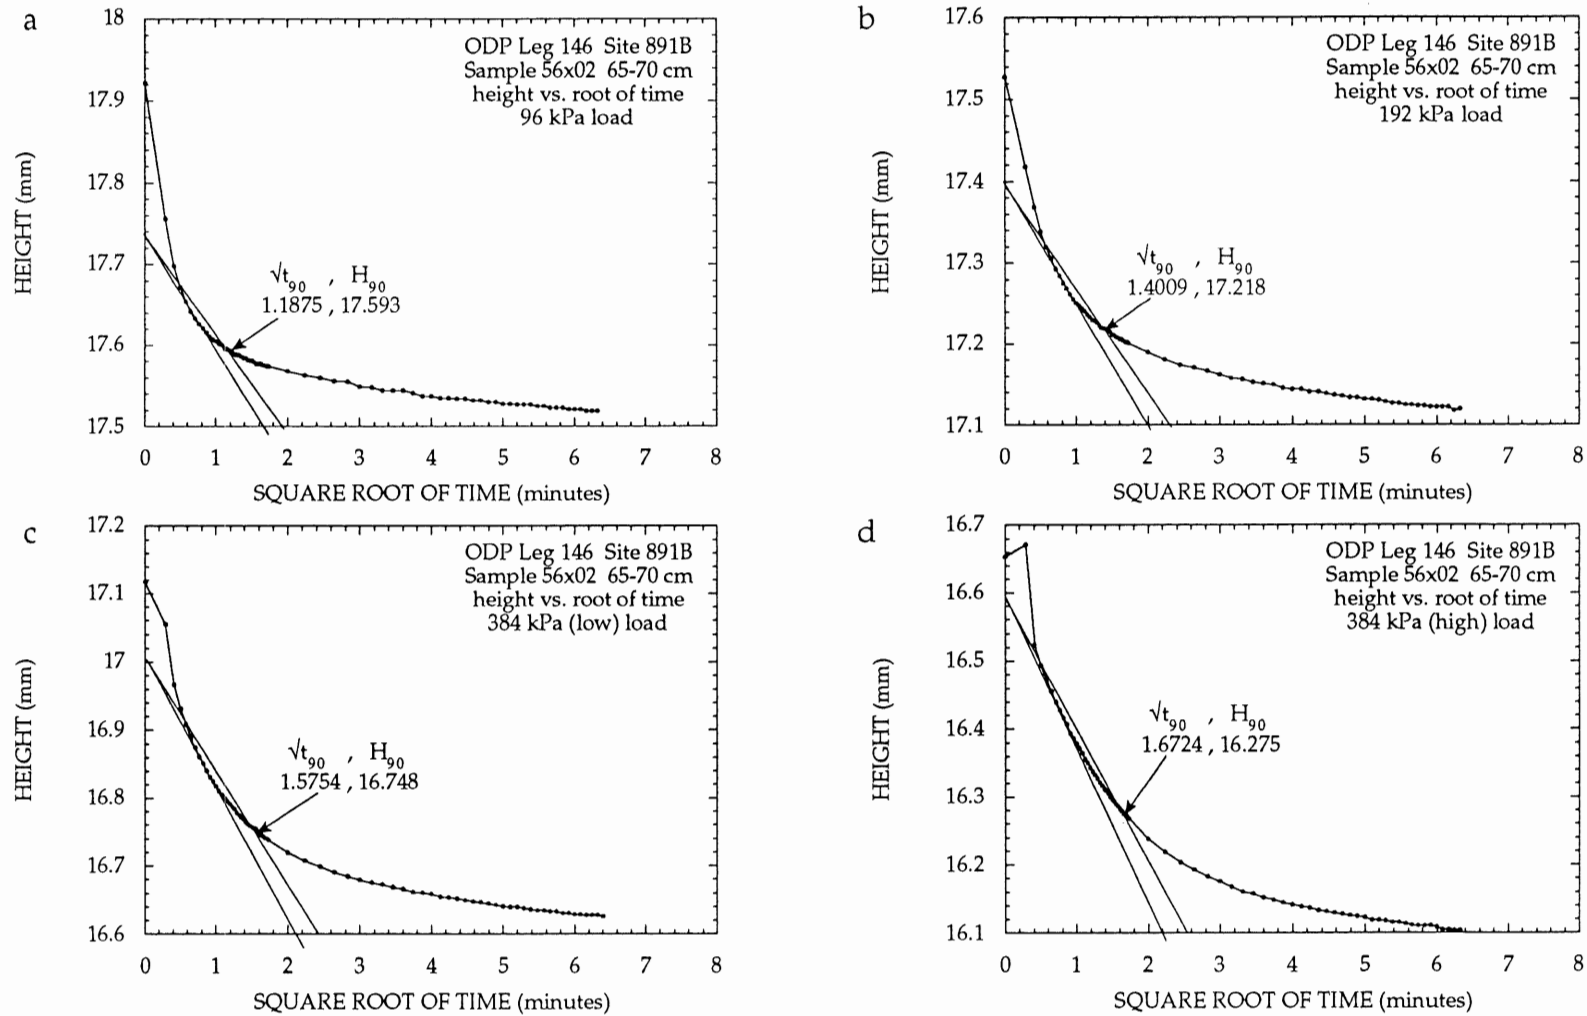 a
18
17.9
17.8
17.7
17.6
17.5
HEIGHT (mm)
ODP Leg 146 Site 891B
Sample 56x02 65-70 cm
height vs. root of time
96 kPa load
√t90 , H90
1.1875 , 17.593
0 1 2 3 4 5 6 7 8
SQUARE ROOT OF TIME (minutes)
b
17.6
17.5
17.4
17.3
17.2
17.1
HEIGHT (mm)
ODP Leg 146 Site 891B
Sample 56x02 65-70 cm
height vs. root of time
192 kPa load
√t90 , H90
1.4009 , 17.218
0 1 2 3 4 5 6 7 8
SQUARE ROOT OF TIME (minutes)
c
17.2
17.1
17
16.9
16.8
16.7
16.6
HEIGHT (mm)
ODP Leg 146 Site 891B
Sample 56x02 65-70 cm
height vs. root of time
384 kPa (low) load
√t90 , H90
1.5754 , 16.748
0 1 2 3 4 5 6 7 8
SQUARE ROOT OF TIME (minutes)
d
16.7
16.6
16.5
16.4
16.3
16.2
16.1
HEIGHT (mm)
ODP Leg 146 Site 891B
Sample 56x02 65-70 cm
height vs. root of time
384 kPa (high) load
√t90 , H90
1.6724 , 16.275
0 1 2 3 4 5 6 7 8
SQUARE ROOT OF TIME (minutes)